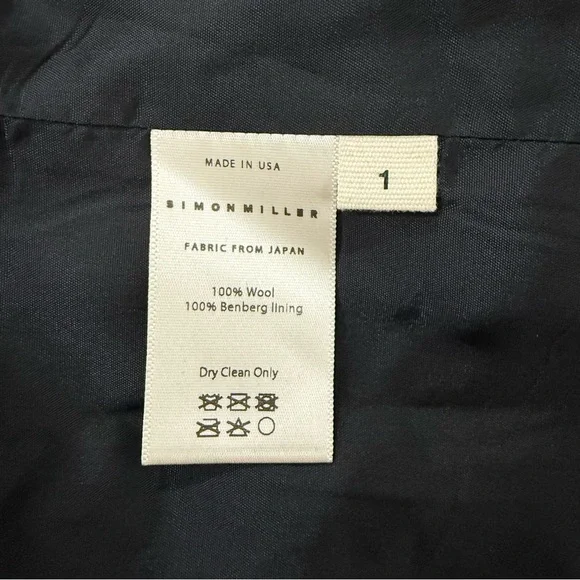 MADE IN USA
SIMONMILLER
FABRIC FROM JAPAN
100% Wool
100% Benberg lining
Dry Clean Only
1